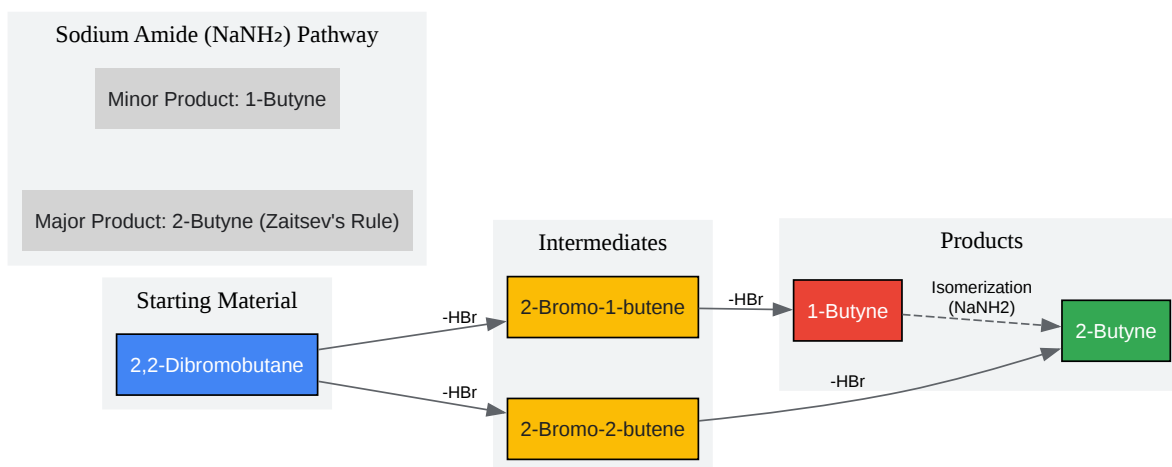 Sodium Amide (NaNH₂) Pathway
Minor Product: 1-Butyne
Major Product: 2-Butyne (Zaitsev's Rule)
Starting Material
2,2-Dibromobutane
-HBr
-HBr
Intermediates
2-Bromo-1-butene
2-Bromo-2-butene
-HBr
-HBr
Products
1-Butyne
Isomerization
(NaNH2)
2-Butyne